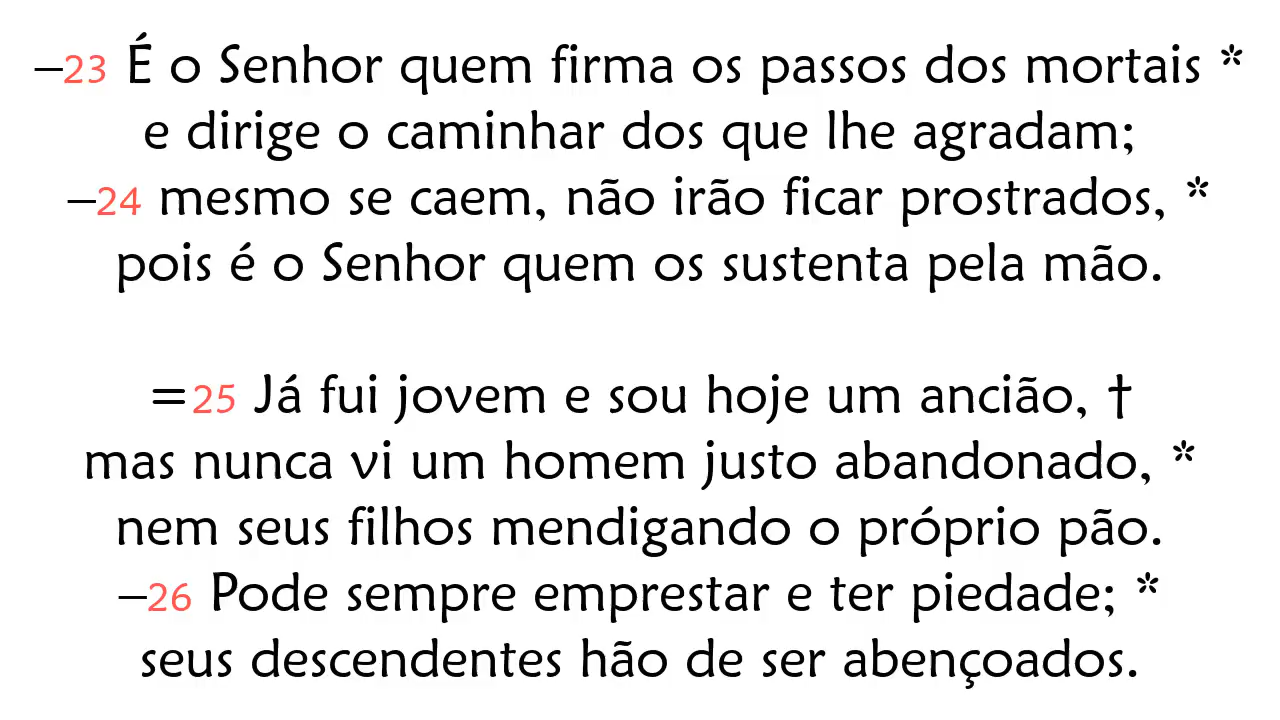 –23 É o Senhor quem firma os passos dos mortais *
e dirige o caminhar dos que lhe agradam;
–24 mesmo se caem, não irão ficar prostrados, *
pois é o Senhor quem os sustenta pela mão.
=25 Já fui jovem e sou hoje um ancião, †
mas nunca vi um homem justo abandonado, *
nem seus filhos mendigando o próprio pão.
–26 Pode sempre emprestar e ter piedade; *
seus descendentes hão de ser abençoados.